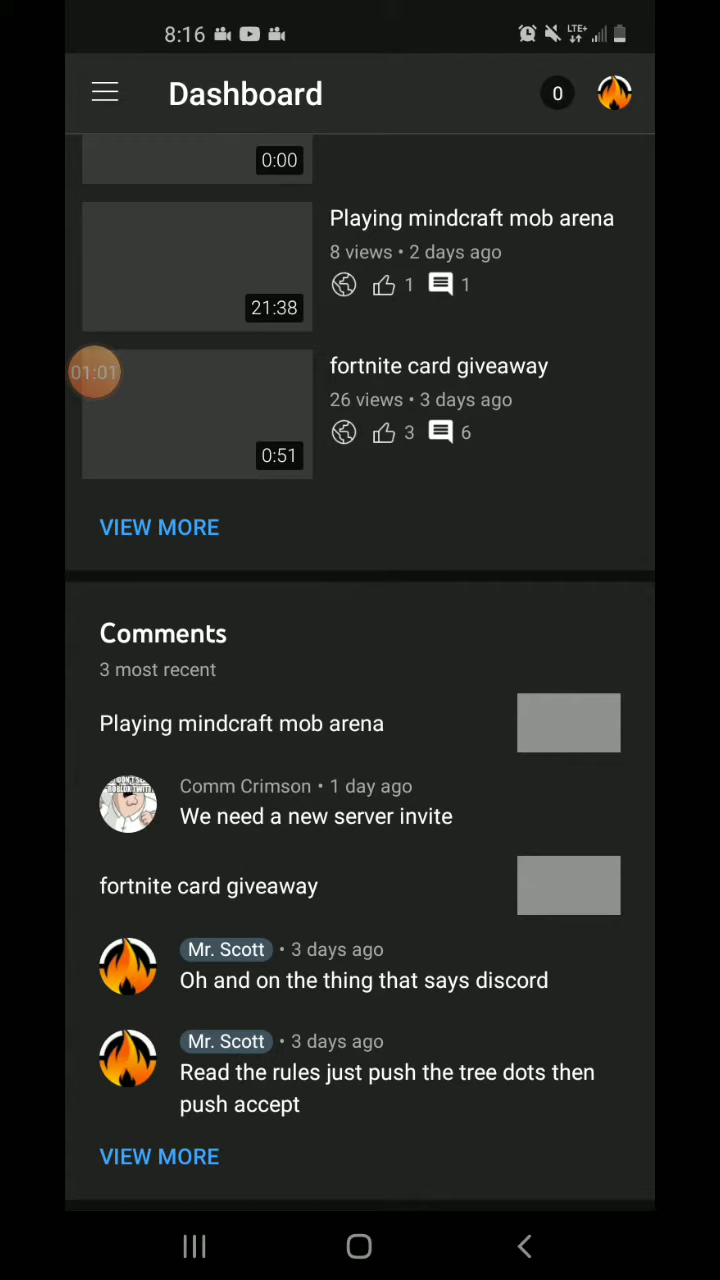 8:16
LTE+
Dashboard
0
0:00
Playing mindcraft mob arena
8 views • 2 days ago
1 1
21:38
fortnite card giveaway
01:01
26 views • 3 days ago
3 6
0:51
VIEW MORE
Comments
3 most recent
Playing mindcraft mob arena
Comm Crimson • 1 day ago
We need a new server invite
fortnite card giveaway
Mr. Scott • 3 days ago
Oh and on the thing that says discord
Mr. Scott • 3 days ago
Read the rules just push the tree dots then
push accept
VIEW MORE